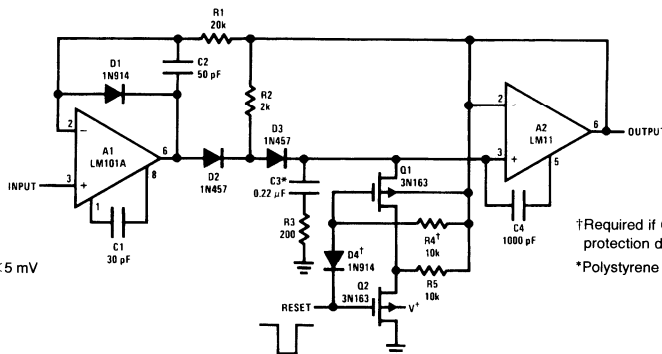 R1
20k
D1
1N914
C2
50 pF
R2
2k
2
−
A1
LM101A
6
8
INPUT
3
+
1
C1
30 pF
D2
1N457
D3
1N457
C3*
0.22 μF
R3
200
Q1
3N163
R4†
10k
D4†
1N914
R5
10k
Q2
3N163
RESET
V+
2
−
A2
LM11
6
OUTPUT
3
+
5
C4
1000 pF
<5 mV
†Required if
protection d
*Polystyrene